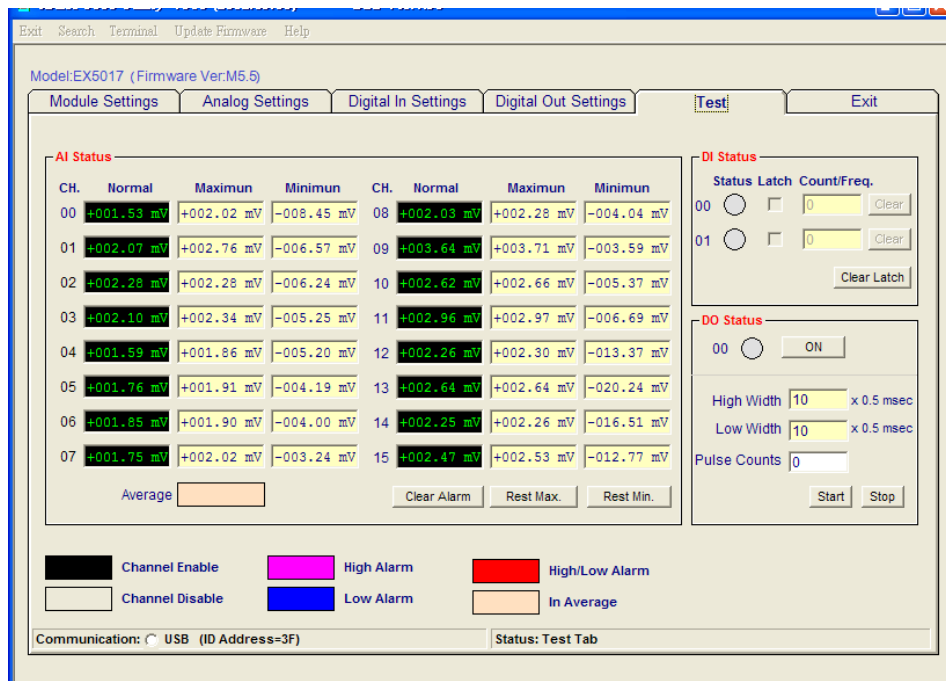 Exit Search Terminal Update Firmware Help
Model:EX5017 (Firmware Ver:M5.5)
Module Settings Analog Settings Digital In Settings Digital Out Settings Test Exit
AI Status
CH. Normal Maximun Minimun CH. Normal Maximun Minimun
00 +001.53 mV +002.02 mV -008.45 mV 08 +002.03 mV +002.28 mV -004.04 mV
01 +002.07 mV +002.76 mV -006.57 mV 09 +003.64 mV +003.71 mV -003.59 mV
02 +002.28 mV +002.28 mV -006.24 mV 10 +002.62 mV +002.66 mV -005.37 mV
03 +002.10 mV +002.34 mV -005.25 mV 11 +002.96 mV +002.97 mV -006.69 mV
04 +001.59 mV +001.86 mV -005.20 mV 12 +002.26 mV +002.30 mV -013.37 mV
05 +001.76 mV +001.91 mV -004.19 mV 13 +002.64 mV +002.64 mV -020.24 mV
06 +001.85 mV +001.90 mV -004.00 mV 14 +002.25 mV +002.26 mV -016.51 mV
07 +001.75 mV +002.02 mV -003.24 mV 15 +002.47 mV +002.53 mV -012.77 mV
Average Clear Alarm Rest Max. Rest Min.
DI Status
Status Latch Count/Freq.
00 0 Clear
01 0 Clear
Clear Latch
DO Status
00 ON
High Width 10 x 0.5 msec
Low Width 10 x 0.5 msec
Pulse Counts 0
Start Stop
Channel Enable High Alarm High/Low Alarm
Channel Disable Low Alarm In Average
Communication: USB (ID Address=3F) Status: Test Tab